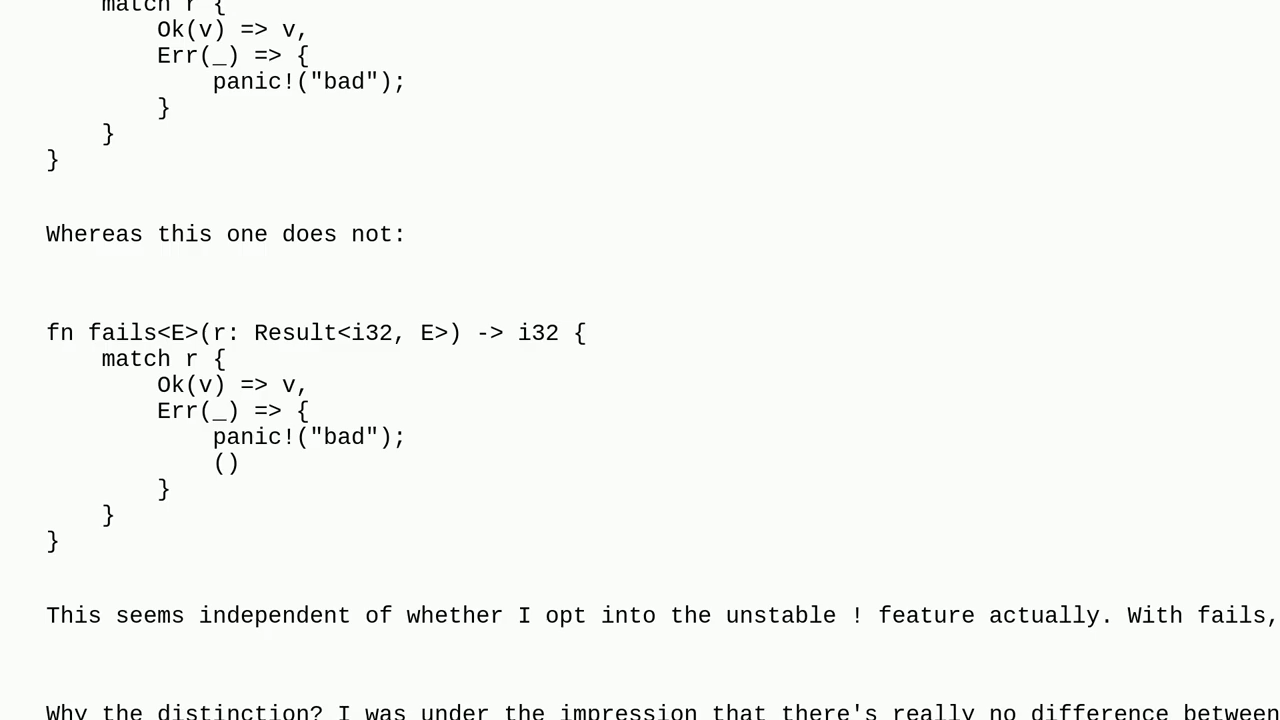 match r {
Ok(v) => v,
Err(_) => {
panic!("bad");
}
}
}
Whereas this one does not:
fn fails<E>(r: Result<i32, E>) -> i32 {
match r {
Ok(v) => v,
Err(_) => {
panic!("bad");
()
}
}
}
This seems independent of whether I opt into the unstable ! feature actually. With fails,
Why the distinction? I was under the impression that there's really no difference between